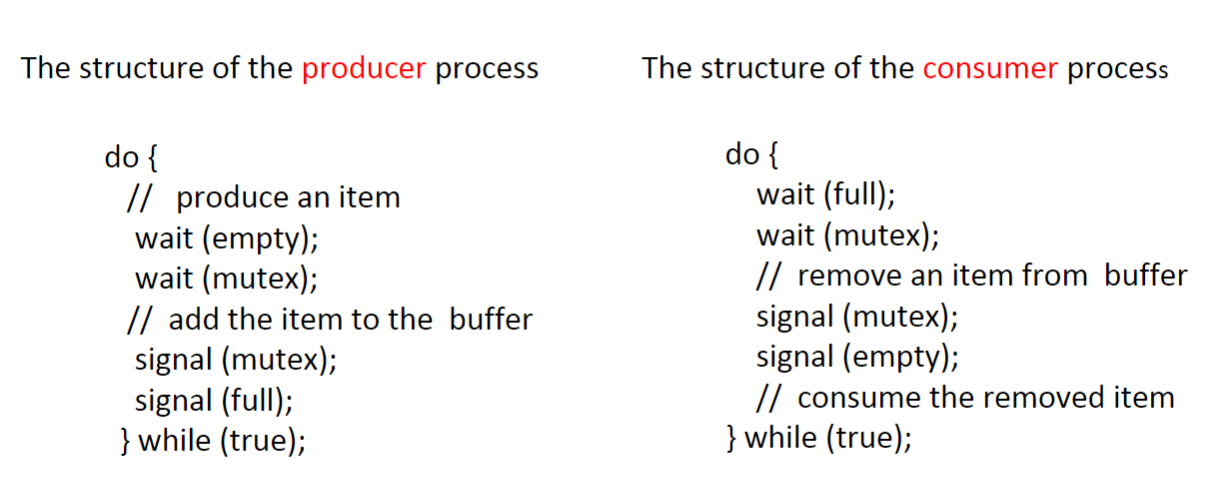 The structure of the producer process
do {
// produce an item
wait (empty);
wait (mutex);
// add the item to the buffer
signal (mutex);
signal (full);
} while (true);
The structure of the consumer process
do {
wait (full);
wait (mutex);
// remove an item from buffer
signal (mutex);
signal (empty);
// consume the removed item
} while (true);